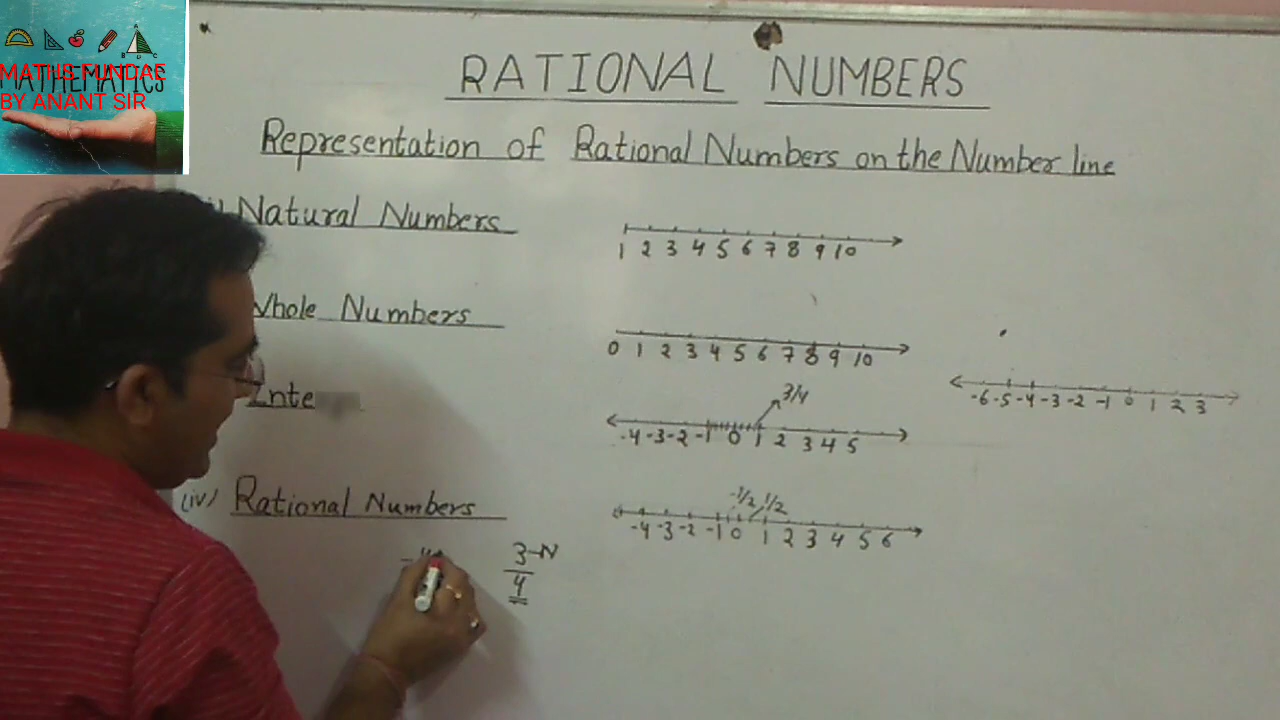 MATHEMATICS
MATHS FUNDAE
BY ANANT SIR
A
B D C
RATIONAL NUMBERS
Representation of Rational Numbers on the Number line
Natural Numbers
1 2 3 4 5 6 7 8 9 10
Whole Numbers
0 1 2 3 4 5 6 7 8 9 10
-6 -5 -4 -3 -2 -1 0 1 2 3
Inte
3/4
-4 -3 -2 -1 0 1 2 3 4 5
(iv) Rational Numbers
-1/2 1/2
-4 -3 -2 -1 0 1 2 3 4 5 6
3-N
4